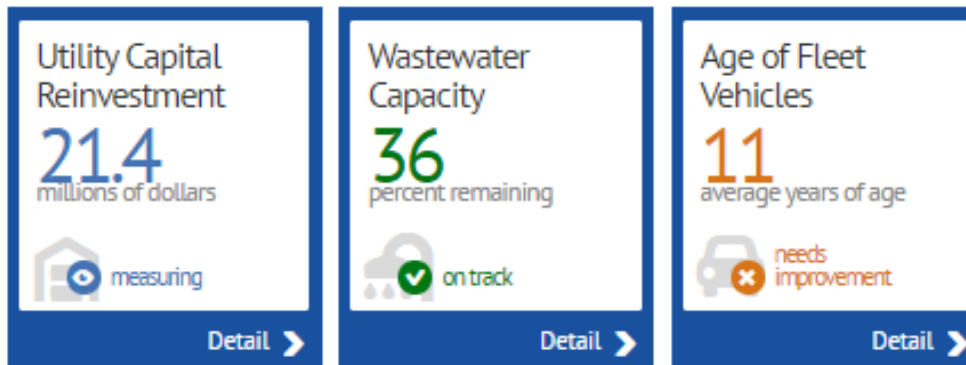 Utility Capital
Reinvestment
21.4
millions of dollars
measuring
Detail
Wastewater
Capacity
36
percent remaining
on track
Detail
Age of Fleet
Vehicles
11
average years of age
needs
improvement
Detail